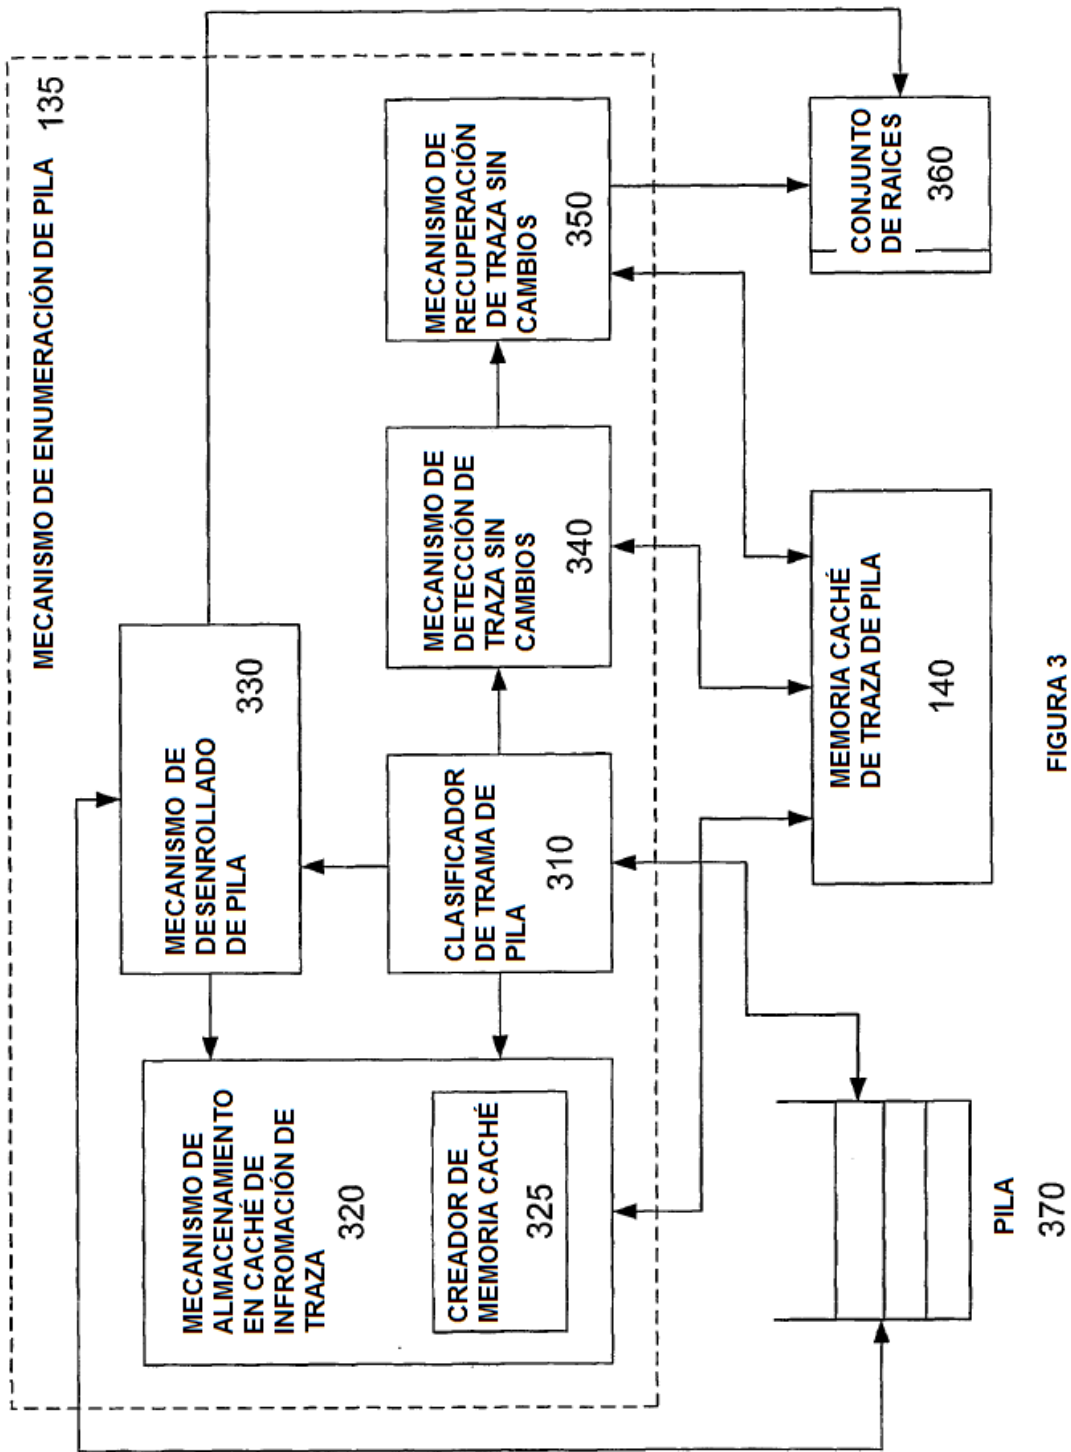 MECANISMO DE ENUMERACIÓN DE PILA 135
MECANISMO DE
ALMACENAMIENTO
EN CACHÉ DE
INFROMACIÓN DE
TRAZA
320
CREADOR DE
MEMORIA CACHÉ
325
MECANISMO DE
DESENROLLADO
DE PILA
330
CLASIFICADOR
DE TRAMA DE
PILA
310
MECANISMO DE
DETECCIÓN DE
TRAZA SIN
CAMBIOS
340
MECANISMO DE
RECUPERACIÓN
DE TRAZA SIN
CAMBIOS
350
PILA
370
MEMORIA CACHÉ
DE TRAZA DE PILA
140
CONJUNTO
DE RAICES
360
FIGURA 3